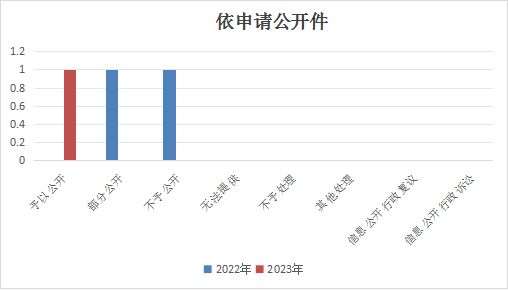 依申请公开件
1.2
1
0.8
0.6
0.4
0.2
0
予以公开
部分公开
不予公开
无法提供
不予处理
其他处理
信息公开行政复议
信息公开行政诉讼
2022年 2023年